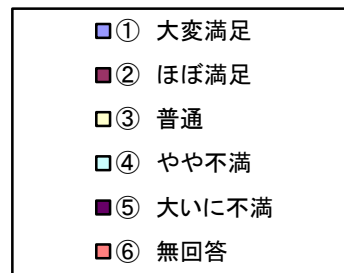 ① 大変満足
② ほぼ満足
③ 普通
④ やや不満
⑤ 大いに不満
⑥ 無回答